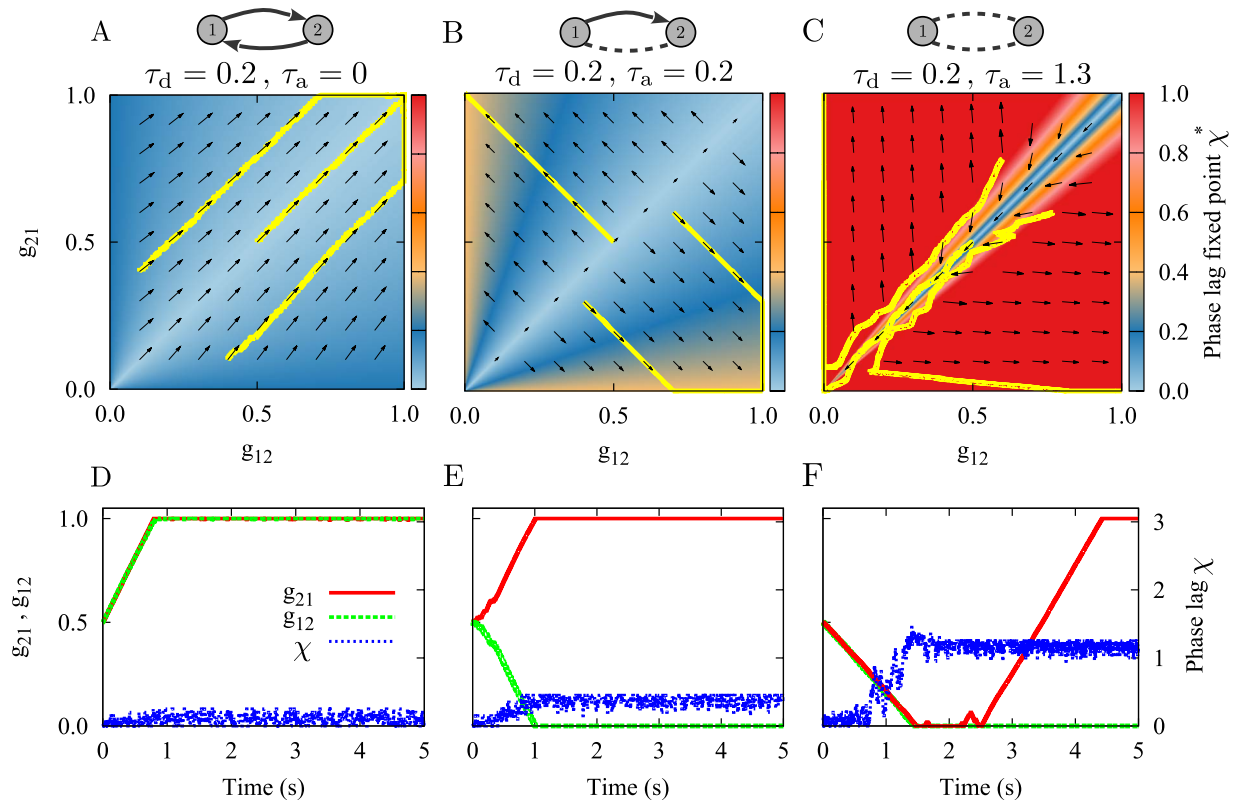 A
B
C
1
2
1
2
1
2
τd = 0.2 , τa = 0
τd = 0.2 , τa = 0.2
τd = 0.2 , τa = 1.3
1.0
0.5
0.0
g21
0.0
0.5
1.0
g12
0.0
0.5
1.0
g12
0.0
0.5
1.0
g12
1.0
0.8
0.6
0.4
0.2
0.0
Phase lag fixed point χ*
D
E
F
1.0
0.5
0.0
g21 , g12
g21
g12
χ
0
1
2
3
4
5
Time (s)
0
1
2
3
4
5
Time (s)
0
1
2
3
4
5
Time (s)
3
2
1
0
Phase lag χ